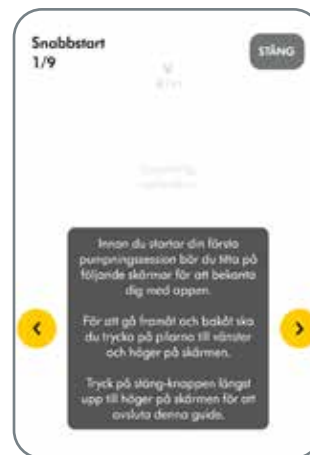 Snabbstart
1/9
STÄNG
Innan du startar din första
pumpningssession bör du titta på
följande skärmar för att bekanta
dig med appen.
För att gå framåt och bakåt ska
du trycka på pilarna till vänster
och höger på skärmen.
Tryck på stäng-knappen längst
upp till höger på skärmen för att
avsluta denna guide.